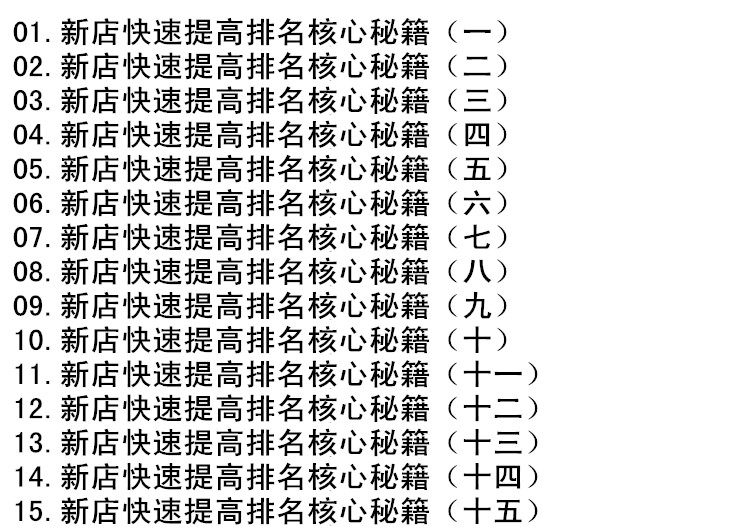 01.新店快速提高排名核心秘籍（一）
02.新店快速提高排名核心秘籍（二）
03.新店快速提高排名核心秘籍（三）
04.新店快速提高排名核心秘籍（四）
05.新店快速提高排名核心秘籍（五）
06.新店快速提高排名核心秘籍（六）
07.新店快速提高排名核心秘籍（七）
08.新店快速提高排名核心秘籍（八）
09.新店快速提高排名核心秘籍（九）
10.新店快速提高排名核心秘籍（十）
11.新店快速提高排名核心秘籍（十一）
12.新店快速提高排名核心秘籍（十二）
13.新店快速提高排名核心秘籍（十三）
14.新店快速提高排名核心秘籍（十四）
15.新店快速提高排名核心秘籍（十五）